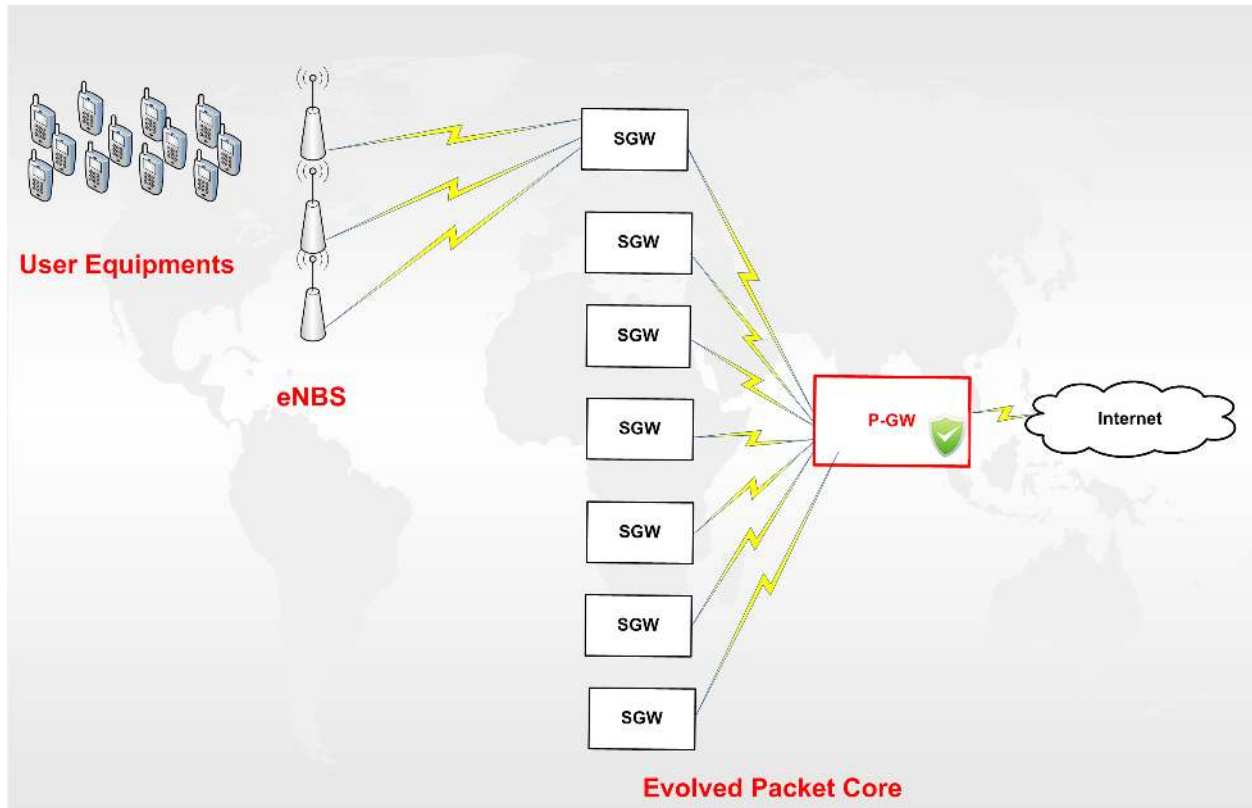 SGW
SGW
User Equipments
SGW
eNBS
SGW
P-GW
Internet
SGW
SGW
SGW
Evolved Packet Core